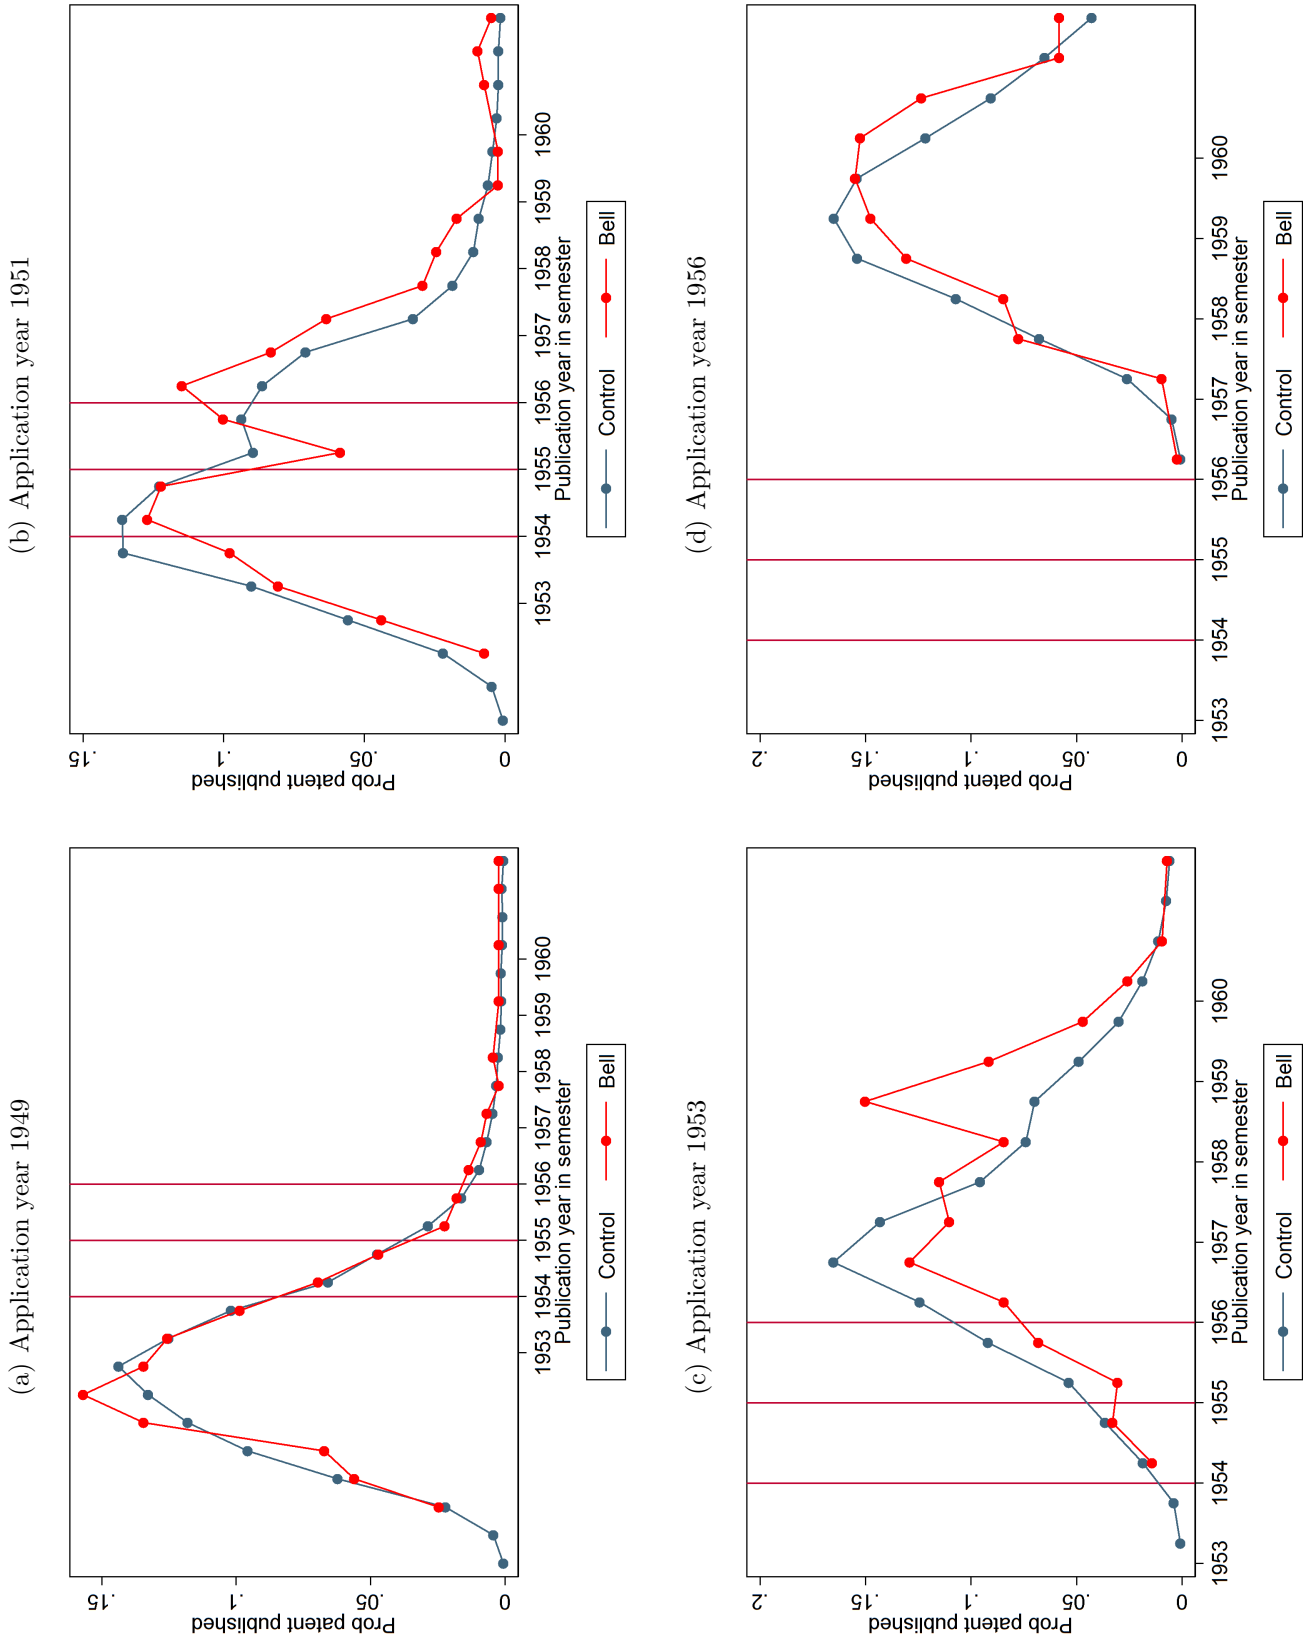 (a) Application year 1949
Prob patent published
0
.05
.1
.15
1953
1954
1955
1956
1957
1958
1959
1960
Publication year in semester
Control
Bell
(b) Application year 1951
Prob patent published
0
.05
.1
.15
1953
1954
1955
1956
1957
1958
1959
1960
Publication year in semester
Control
Bell
(c) Application year 1953
Prob patent published
0
.05
.1
.15
.2
1953
1954
1955
1956
1957
1958
1959
1960
Publication year in semester
Control
Bell
(d) Application year 1956
Prob patent published
0
.05
.1
.15
.2
1953
1954
1955
1956
1957
1958
1959
1960
Publication year in semester
Control
Bell